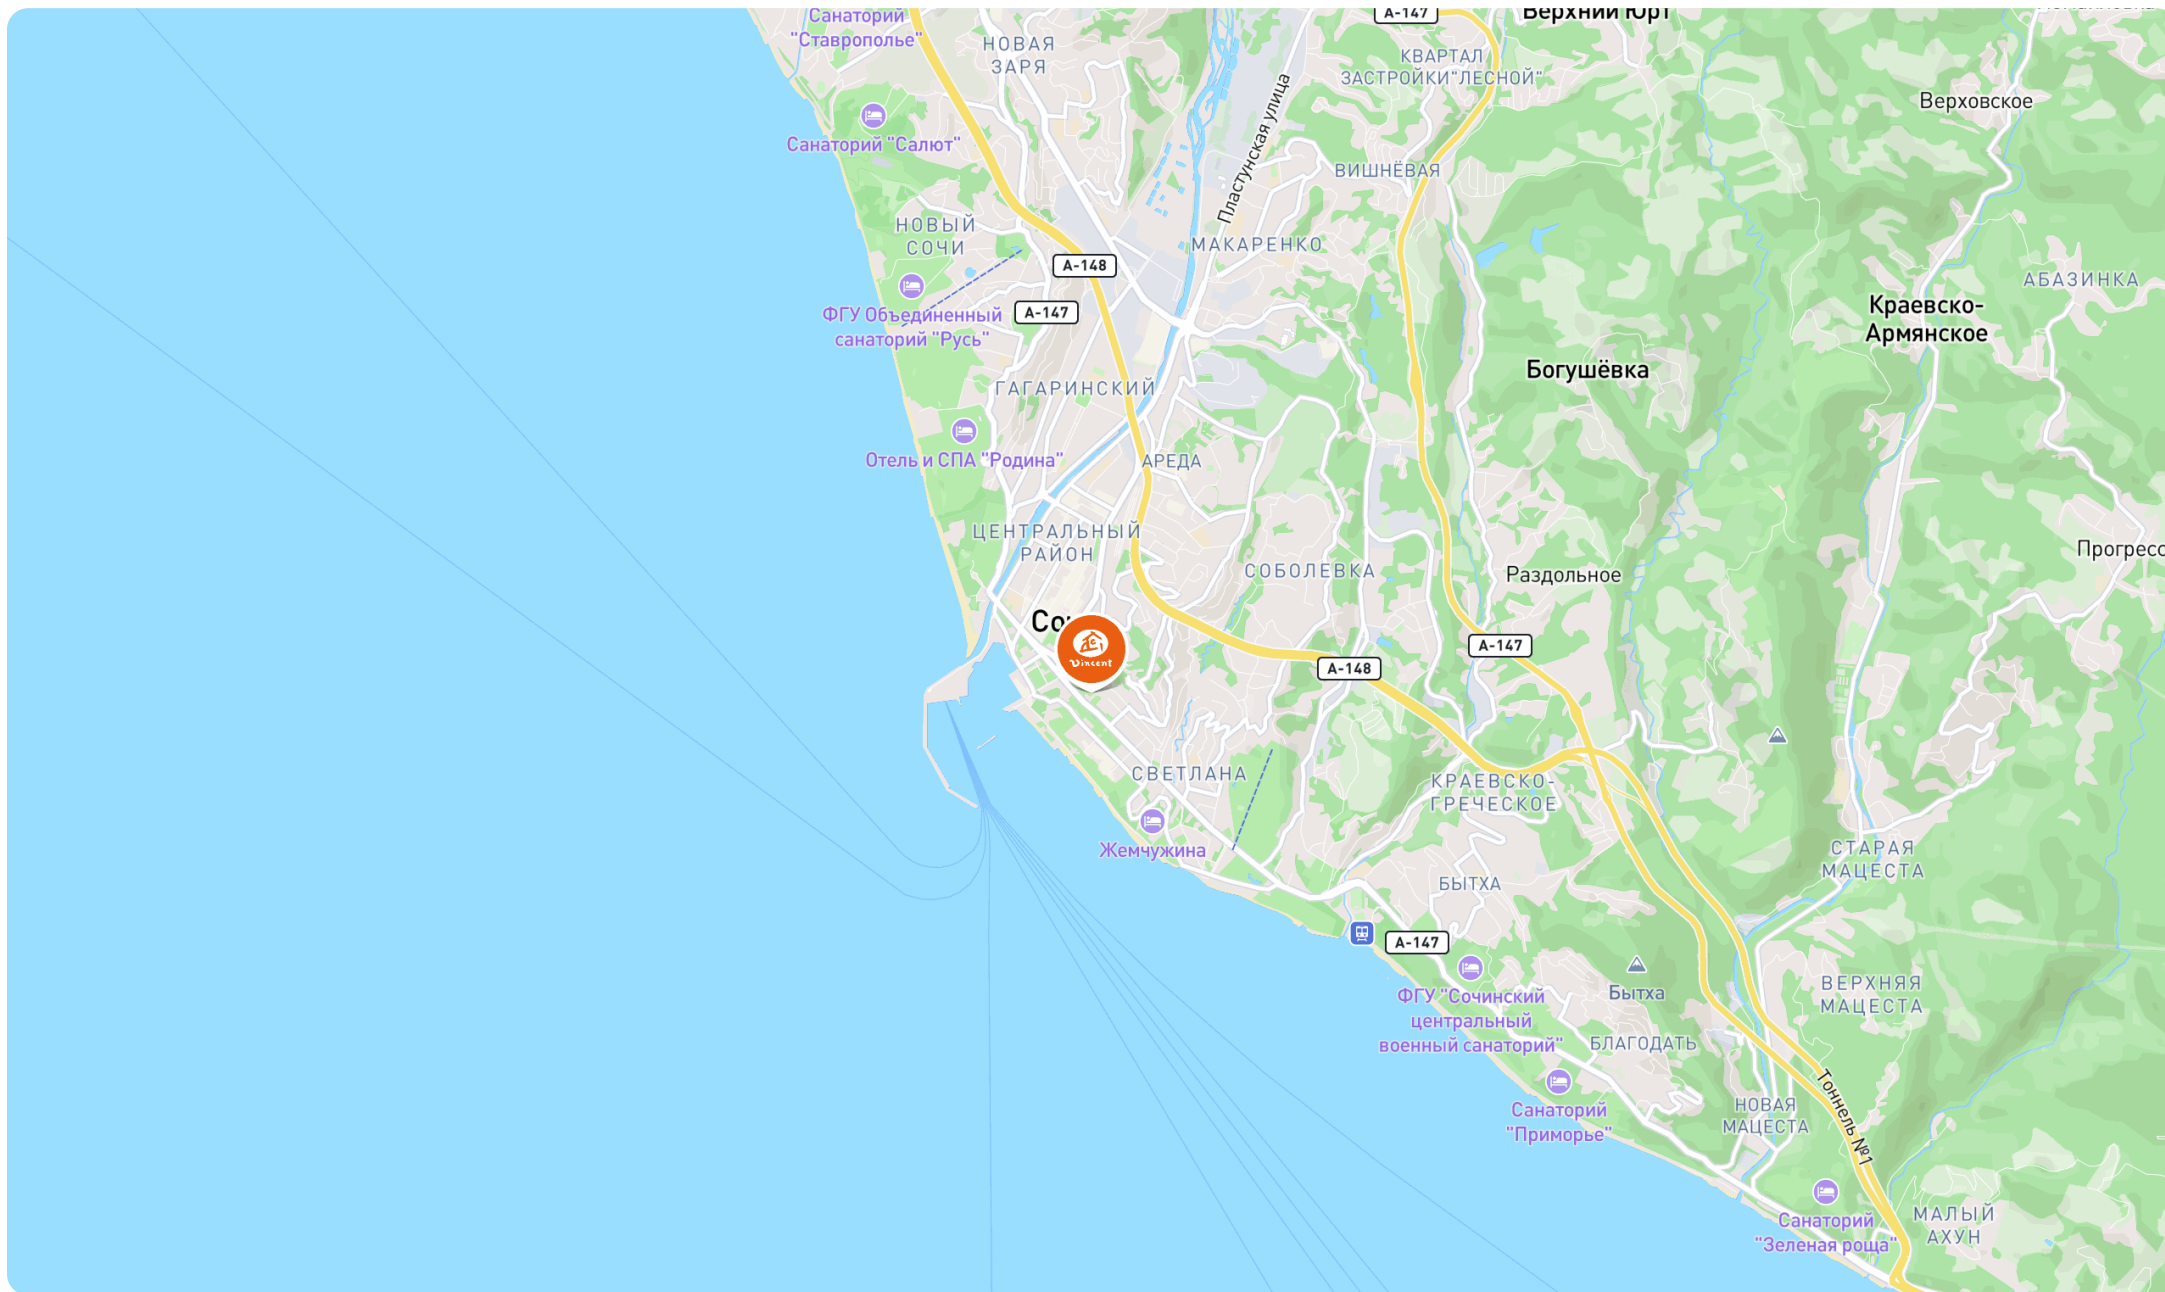 Санаторий
"Ставрополье"
НОВАЯ
ЗАРЯ
А-147
Верхний Юрт
КВАРТАЛ
ЗАСТРОЙКИ"ЛЕСНОЙ"
Верховское
Санаторий "Салют"
Пластунская улица
ВИШНЁВАЯ
НОВЫЙ
СОЧИ
МАКАРЕНКО
А-148
АБАЗИНКА
ФГУ Объединенный
санаторий "Русь"
А-147
Краевско-
Армянское
Богушёвка
ГАГАРИНСКИЙ
Отель и СПА "Родина"
АРЕДА
ЦЕНТРАЛЬНЫЙ
РАЙОН
Прогресс
СОБОЛЕВКА
Раздольное
Со
Vincent
А-147
А-148
СВЕТЛАНА
КРАЕВСКО-
ГРЕЧЕСКОЕ
Жемчужина
СТАРАЯ
МАЦЕСТА
БЫТХА
А-147
ФГУ "Сочинский
центральный
военный санаторий"
Бытха
ВЕРХНЯЯ
МАЦЕСТА
БЛАГОДАТЬ
Санаторий
"Приморье"
НОВАЯ
МАЦЕСТА
Тоннель №1
Санаторий
"Зеленая роща"
МАЛЫЙ
АХУН